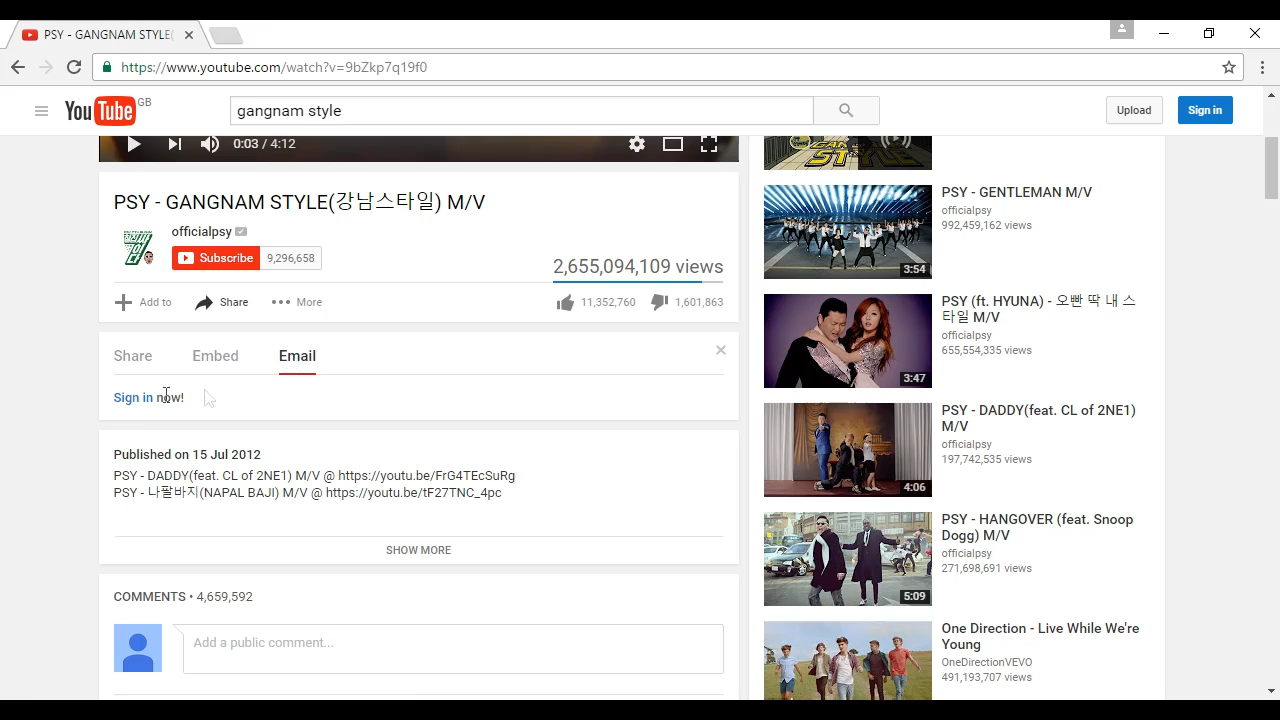 PSY - GANGNAM STYLE(
https://www.youtube.com/watch?v=9bZkp7q19f0
YouTube GB
gangnam style
Upload
Sign in
0:03 / 4:12
PSY - GANGNAM STYLE(강남스타일) M/V
officialpsy
Subscribe
9,296,658
2,655,094,109 views
Add to
Share
More
11,352,760
1,601,863
Share
Embed
Email
Sign in now!
Published on 15 Jul 2012
PSY - DADDY(feat. CL of 2NE1) M/V @ https://youtu.be/FrG4TEcSuRg
PSY - 나팔바지(NAPAL BAJI) M/V @ https://youtu.be/tF27TNC_4pc
SHOW MORE
COMMENTS • 4,659,592
Add a public comment...
PSY - GENTLEMAN M/V
officialpsy
992,459,162 views
3:54
PSY (ft. HYUNA) - 오빤 딱 내 스
타일 M/V
officialpsy
655,554,335 views
3:47
PSY - DADDY(feat. CL of 2NE1)
M/V
officialpsy
197,742,535 views
4:06
PSY - HANGOVER (feat. Snoop
Dogg) M/V
officialpsy
271,698,691 views
5:09
One Direction - Live While We're
Young
OneDirectionVEVO
491,193,707 views